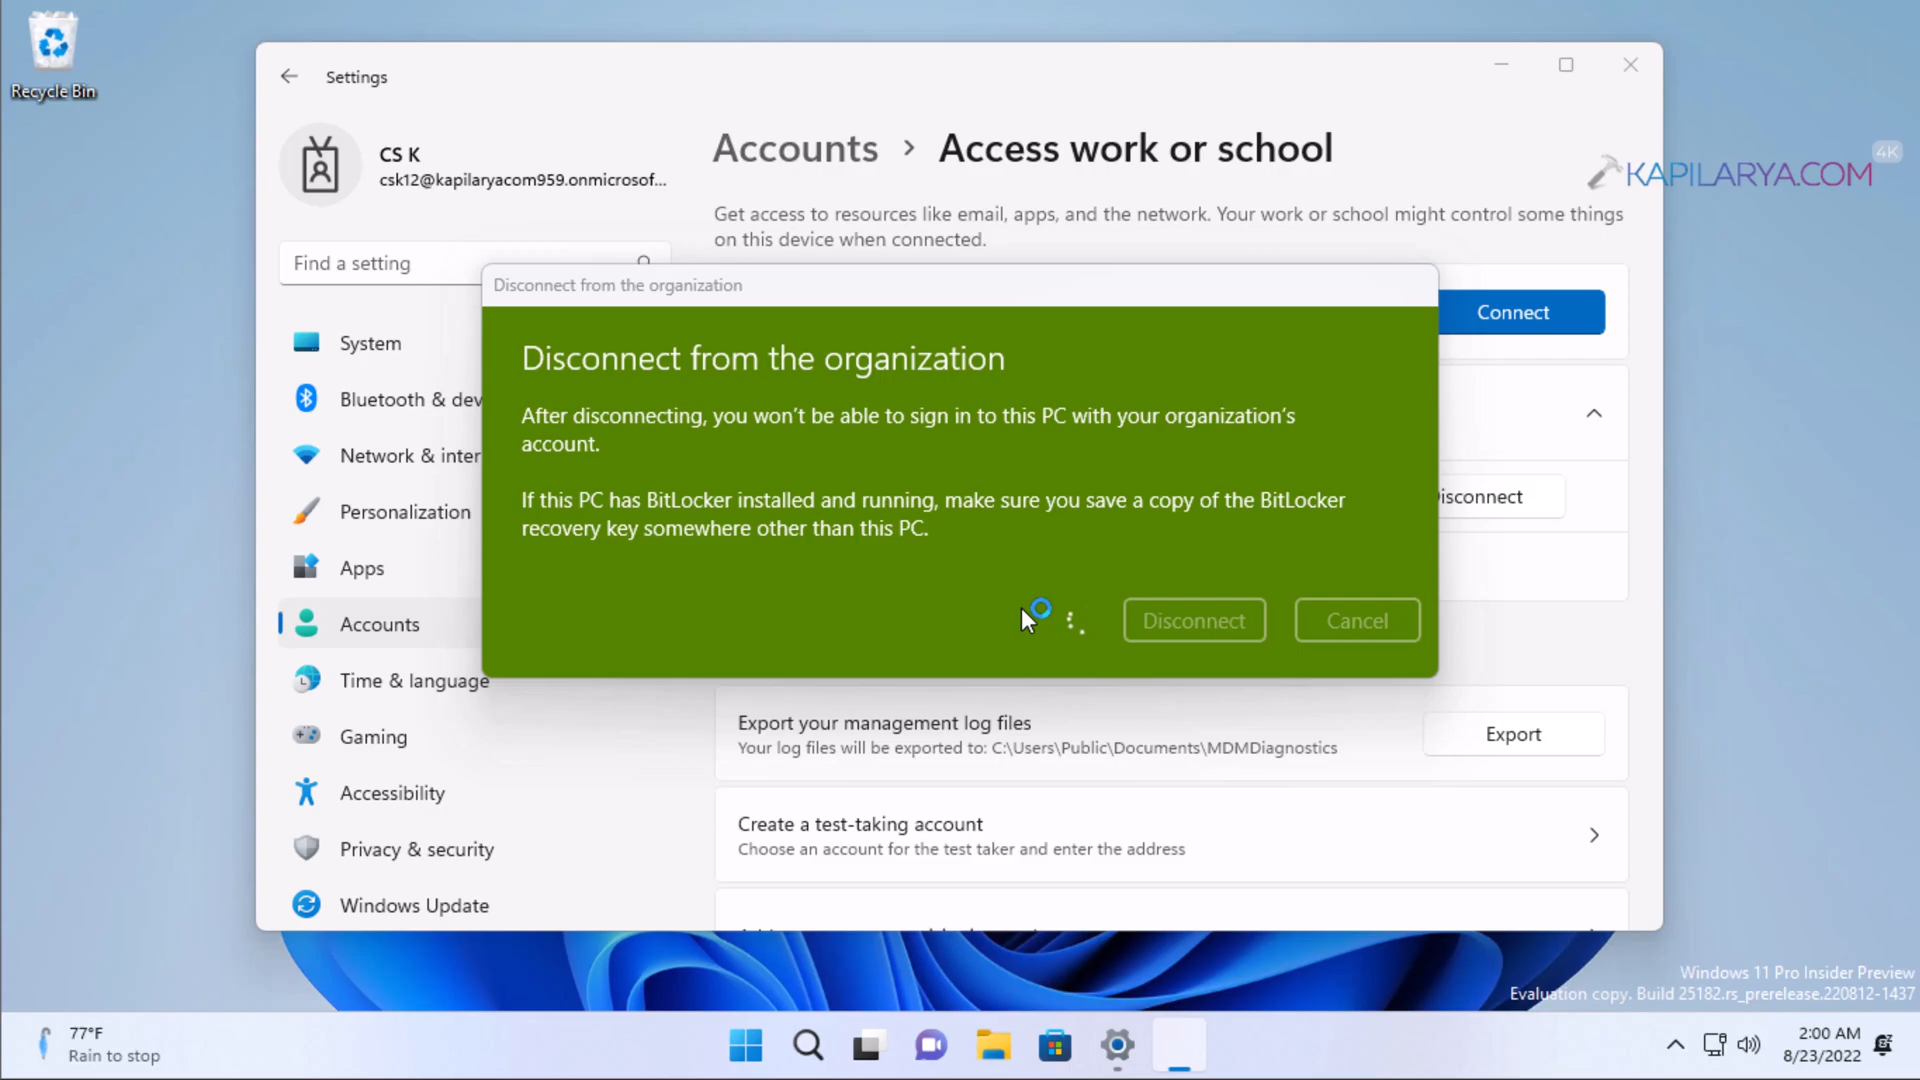 Recycle Bin
Settings
CS K
csk12@kapilaryacom959.onmicrosof...
Find a setting
System
Bluetooth & dev
Network & inter
Personalization
Apps
Accounts
Time & language
Gaming
Accessibility
Privacy & security
Windows Update
Accounts > Access work or school
4K
KAPILARYA.COM
Get access to resources like email, apps, and the network. Your work or school might control some things
on this device when connected.
Connect
isconnect
Disconnect from the organization
Disconnect from the organization
After disconnecting, you won't be able to sign in to this PC with your organization's
account.
If this PC has BitLocker installed and running, make sure you save a copy of the BitLocker
recovery key somewhere other than this PC.
Disconnect
Cancel
Export your management log files
Your log files will be exported to: C:\Users\Public\Documents\MDMDiagnostics
Export
Create a test-taking account
Choose an account for the test taker and enter the address
Windows 11 Pro Insider Preview
Evaluation copy. Build 25182.rs_prerelease.220812-1437
77°F
Rain to stop
2:00 AM
8/23/2022